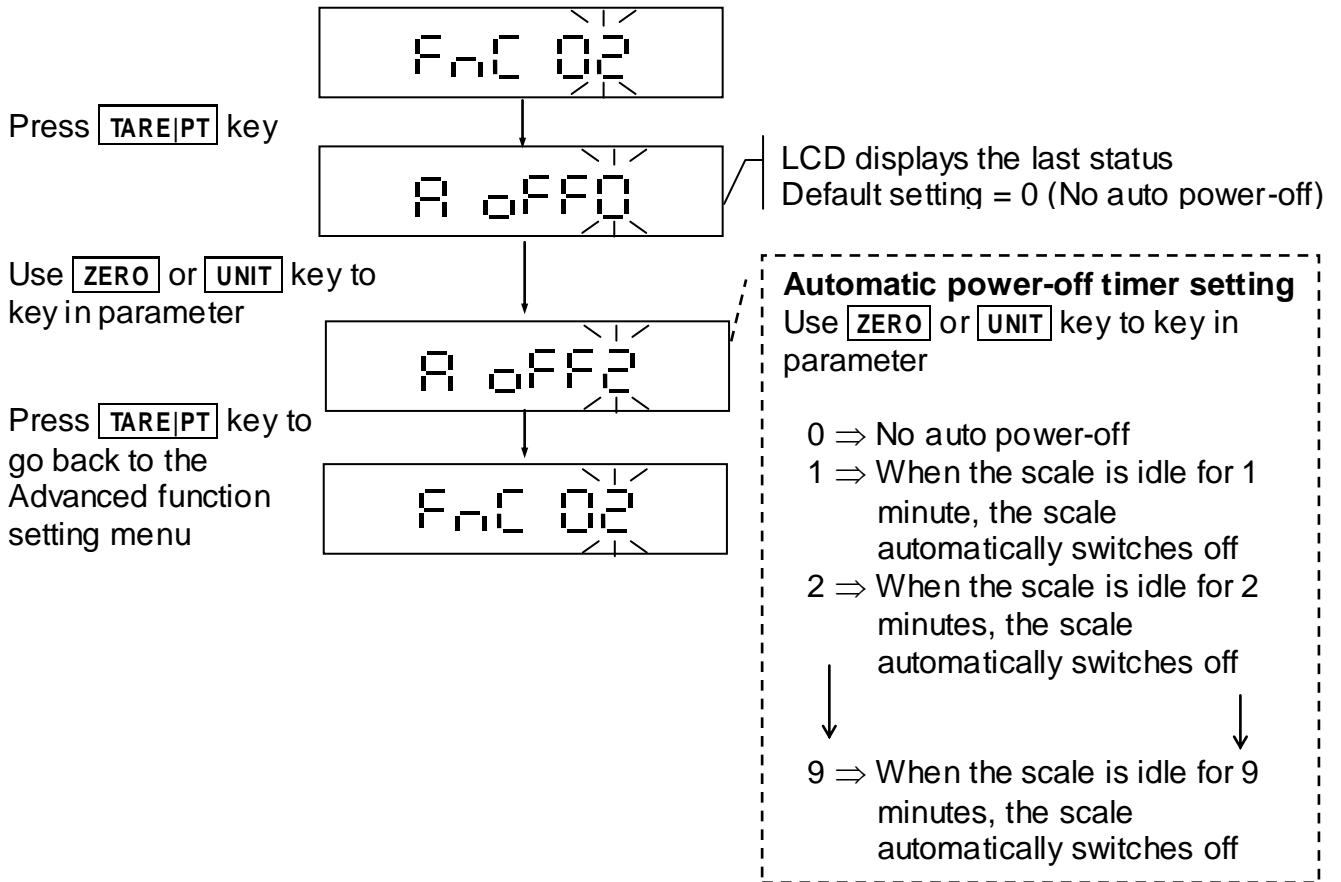 FnC 02
Press TARE|PT key
A oFF0
LCD displays the last status
Default setting = 0 (No auto power-off)
Use ZERO or UNIT key to
key in parameter
A oFF2
Press TARE|PT key to
go back to the
Advanced function
setting menu
FnC 02
Automatic power-off timer setting
Use ZERO or UNIT key to key in
parameter
0 ⇒ No auto power-off
1 ⇒ When the scale is idle for 1
minute, the scale
automatically switches off
2 ⇒ When the scale is idle for 2
minutes, the scale
automatically switches off
9 ⇒ When the scale is idle for 9
minutes, the scale
automatically switches off